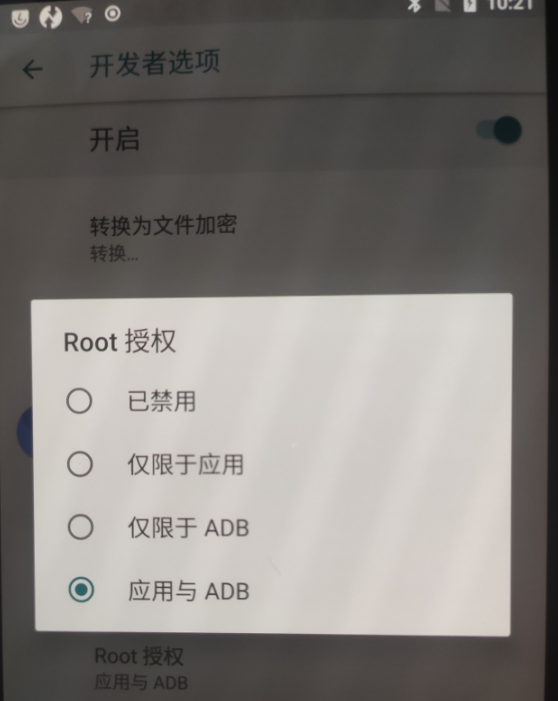 10:21
开发者选项
开启
转换为文件加密
转换...
Root 授权
已禁用
仅限于应用
仅限于 ADB
应用与 ADB
Root 授权
应用与 ADB